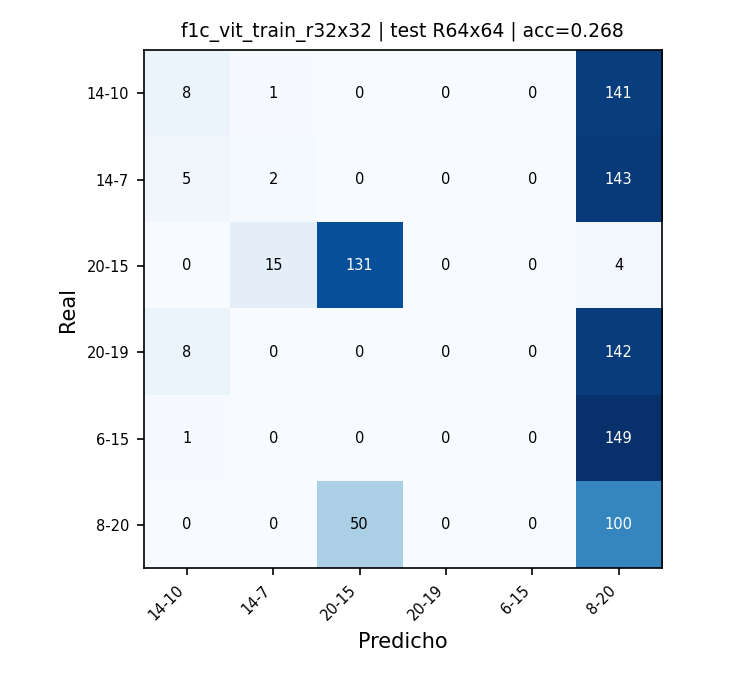 f1c_vit_train_r32x32 | test R64x64 | acc=0.268
14-10 8 1 0 0 0 141
14-7 5 2 0 0 0 143
20-15 0 15 131 0 0 4
20-19 8 0 0 0 0 142
6-15 1 0 0 0 0 149
8-20 0 0 50 0 0 100
Real
14-10 14-7 20-15 20-19 6-15 8-20
Predicho